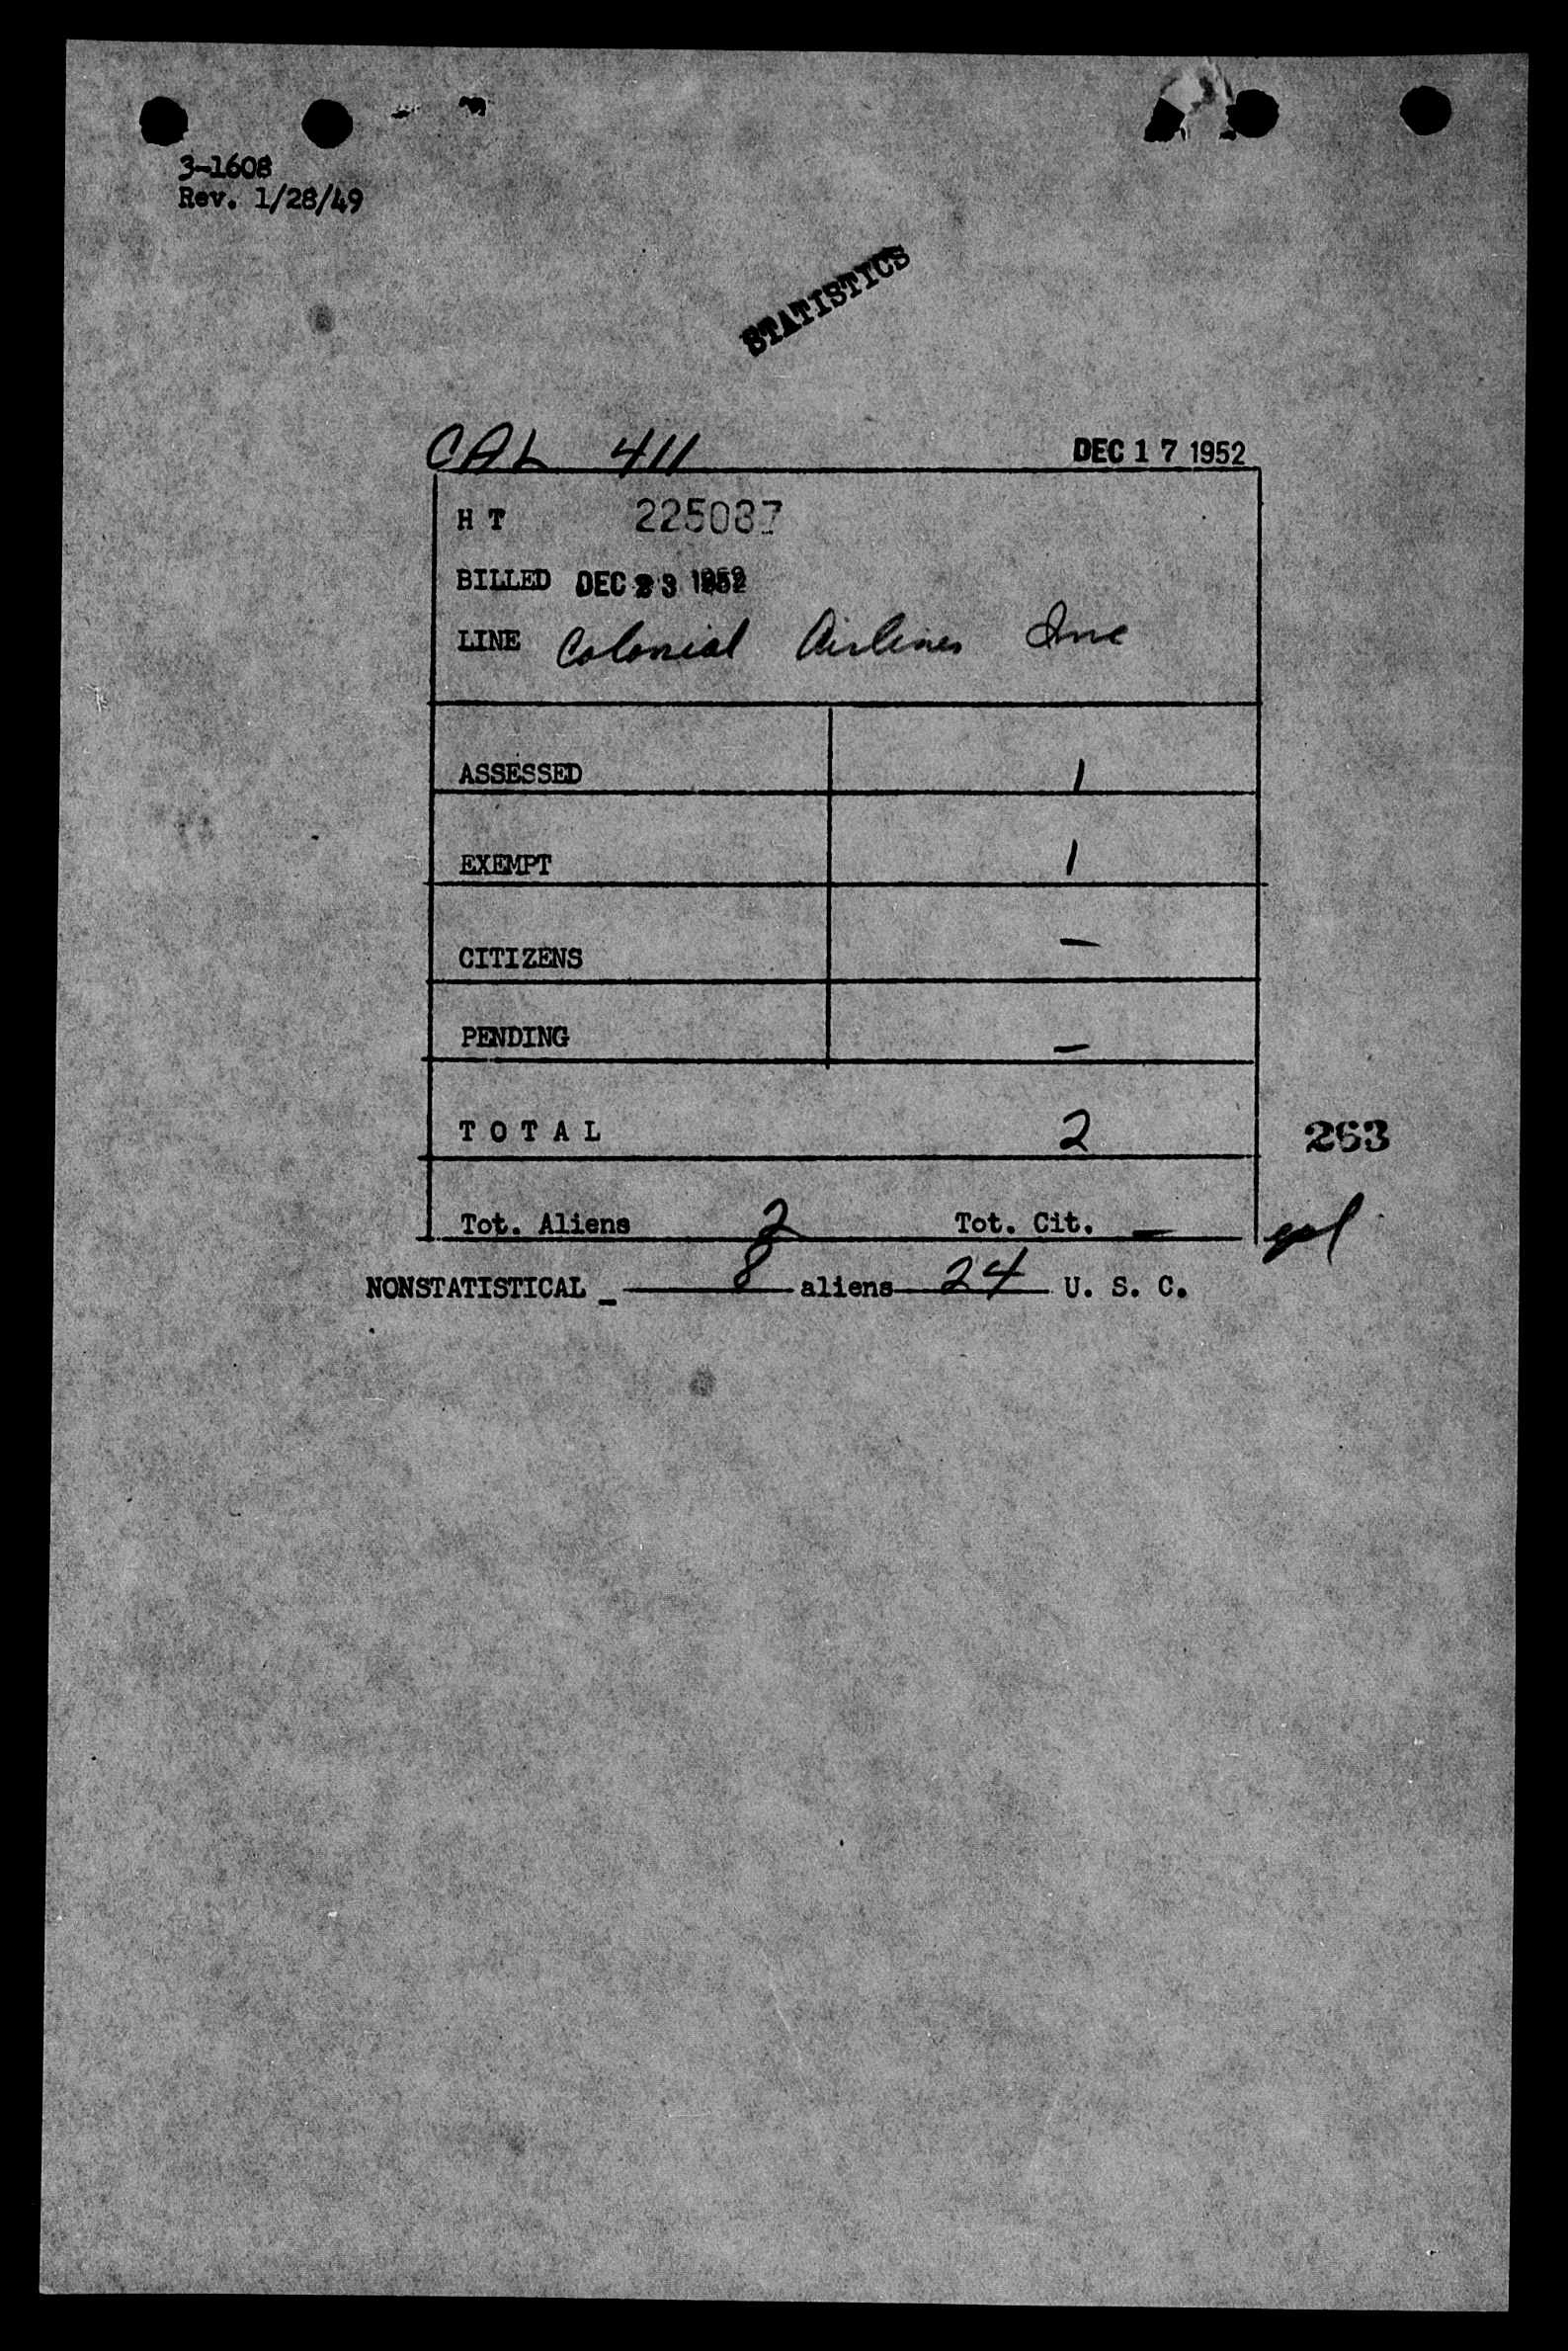 3-1608
Rev. 1/28/49
STATISTICS
CAL 411 DEC 17 1952
H T 225087
BILLED DEC 23 1952
LINE Colonial Airlines Inc
ASSESSED 1
EXEMPT 1
CITIZENS —
PENDING —
T O T A L 2
263
Tot. Aliens 2 Tot. Cit. —
NONSTATISTICAL - 8 aliens 24 U. S. C.